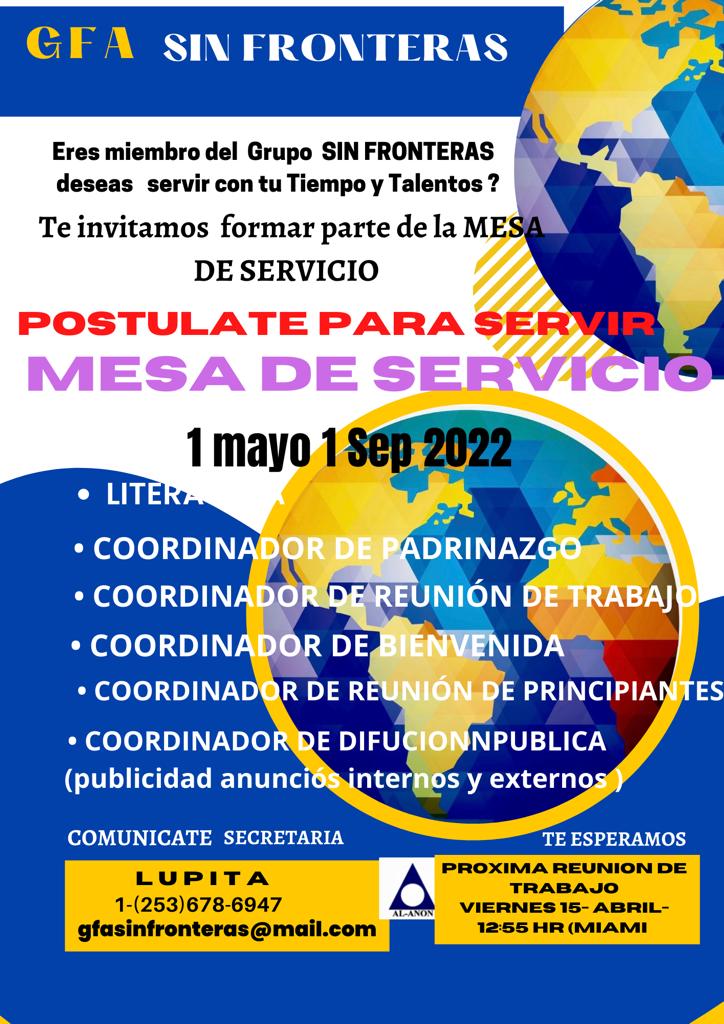 GFA SIN FRONTERAS
Eres miembro del Grupo SIN FRONTERAS
deseas servir con tu Tiempo y Talentos ?
Te invitamos formar parte de la MESA
DE SERVICIO
POSTULATE PARA SERVIR
MESA DE SERVICIO
1 mayo 1 Sep 2022
• LITERATURA
• COORDINADOR DE PADRINAZGO
• COORDINADOR DE REUNIÓN DE TRABAJO
• COORDINADOR DE BIENVENIDA
• COORDINADOR DE REUNIÓN DE PRINCIPIANTES
• COORDINADOR DE DIFUCIONNPUBLICA
(publicidad anunciós internos y externos )
COMUNICATE SECRETARIA
LUPITA
1-(253)678-6947
gfasinfronteras@mail.com
AL-ANON
TE ESPERAMOS
PROXIMA REUNION DE
TRABAJO
VIERNES 15- ABRIL-
12:55 HR (MIAMI